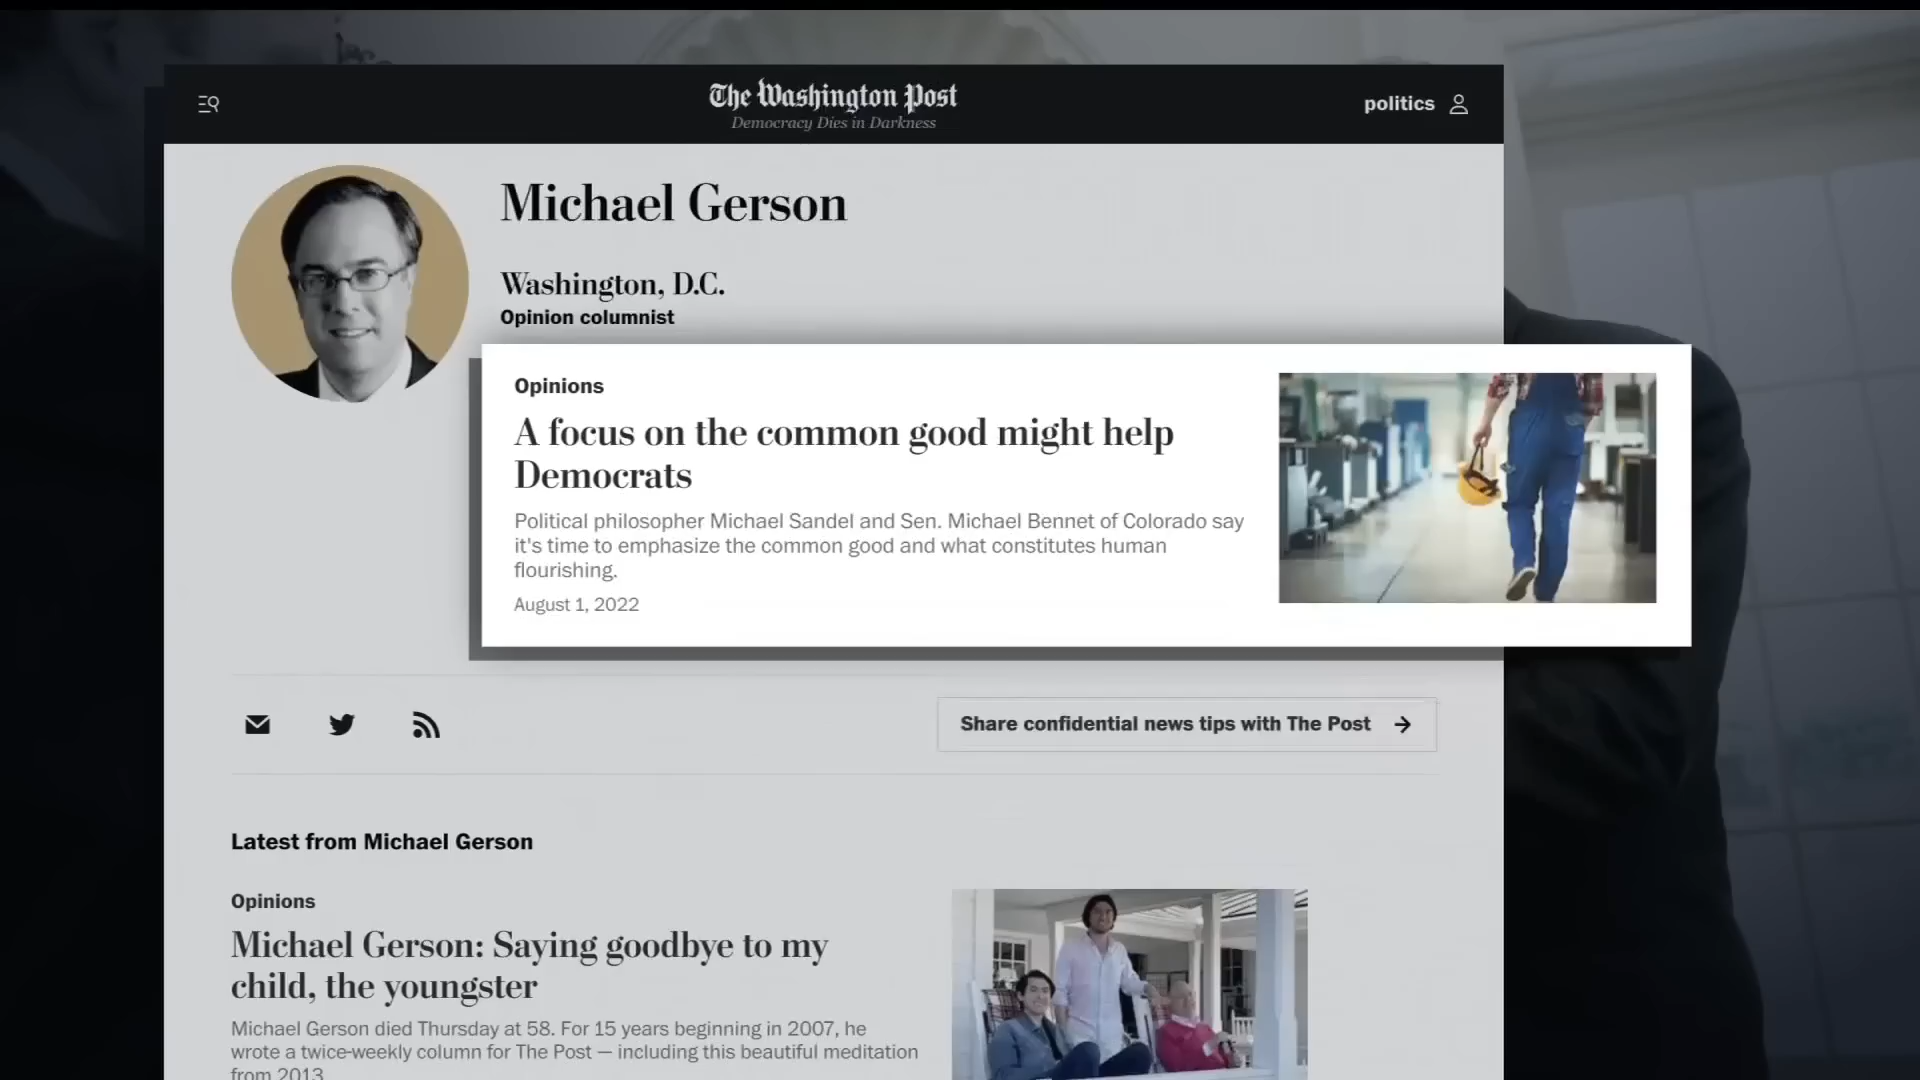 The Washington Post
Democracy Dies in Darkness
politics
Michael Gerson
Washington, D.C.
Opinion columnist
Opinions
A focus on the common good might help
Democrats
Political philosopher Michael Sandel and Sen. Michael Bennet of Colorado say
it's time to emphasize the common good and what constitutes human
flourishing.
August 1, 2022
Share confidential news tips with The Post
Latest from Michael Gerson
Opinions
Michael Gerson: Saying goodbye to my
child, the youngster
Michael Gerson died Thursday at 58. For 15 years beginning in 2007, he
wrote a twice-weekly column for The Post — including this beautiful meditation
from 2013.